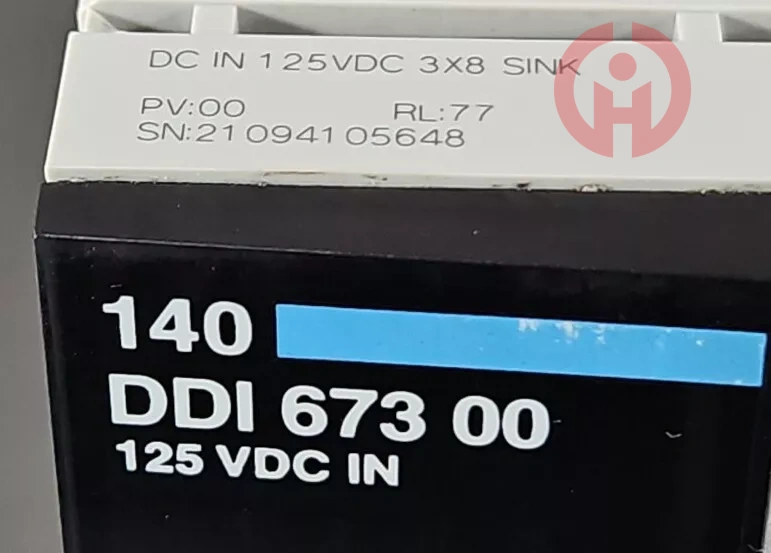 DC IN 125VDC 3X8 SINK
PV:00 RL:77
SN:21094105648
140
DDI 673 00
125 VDC IN